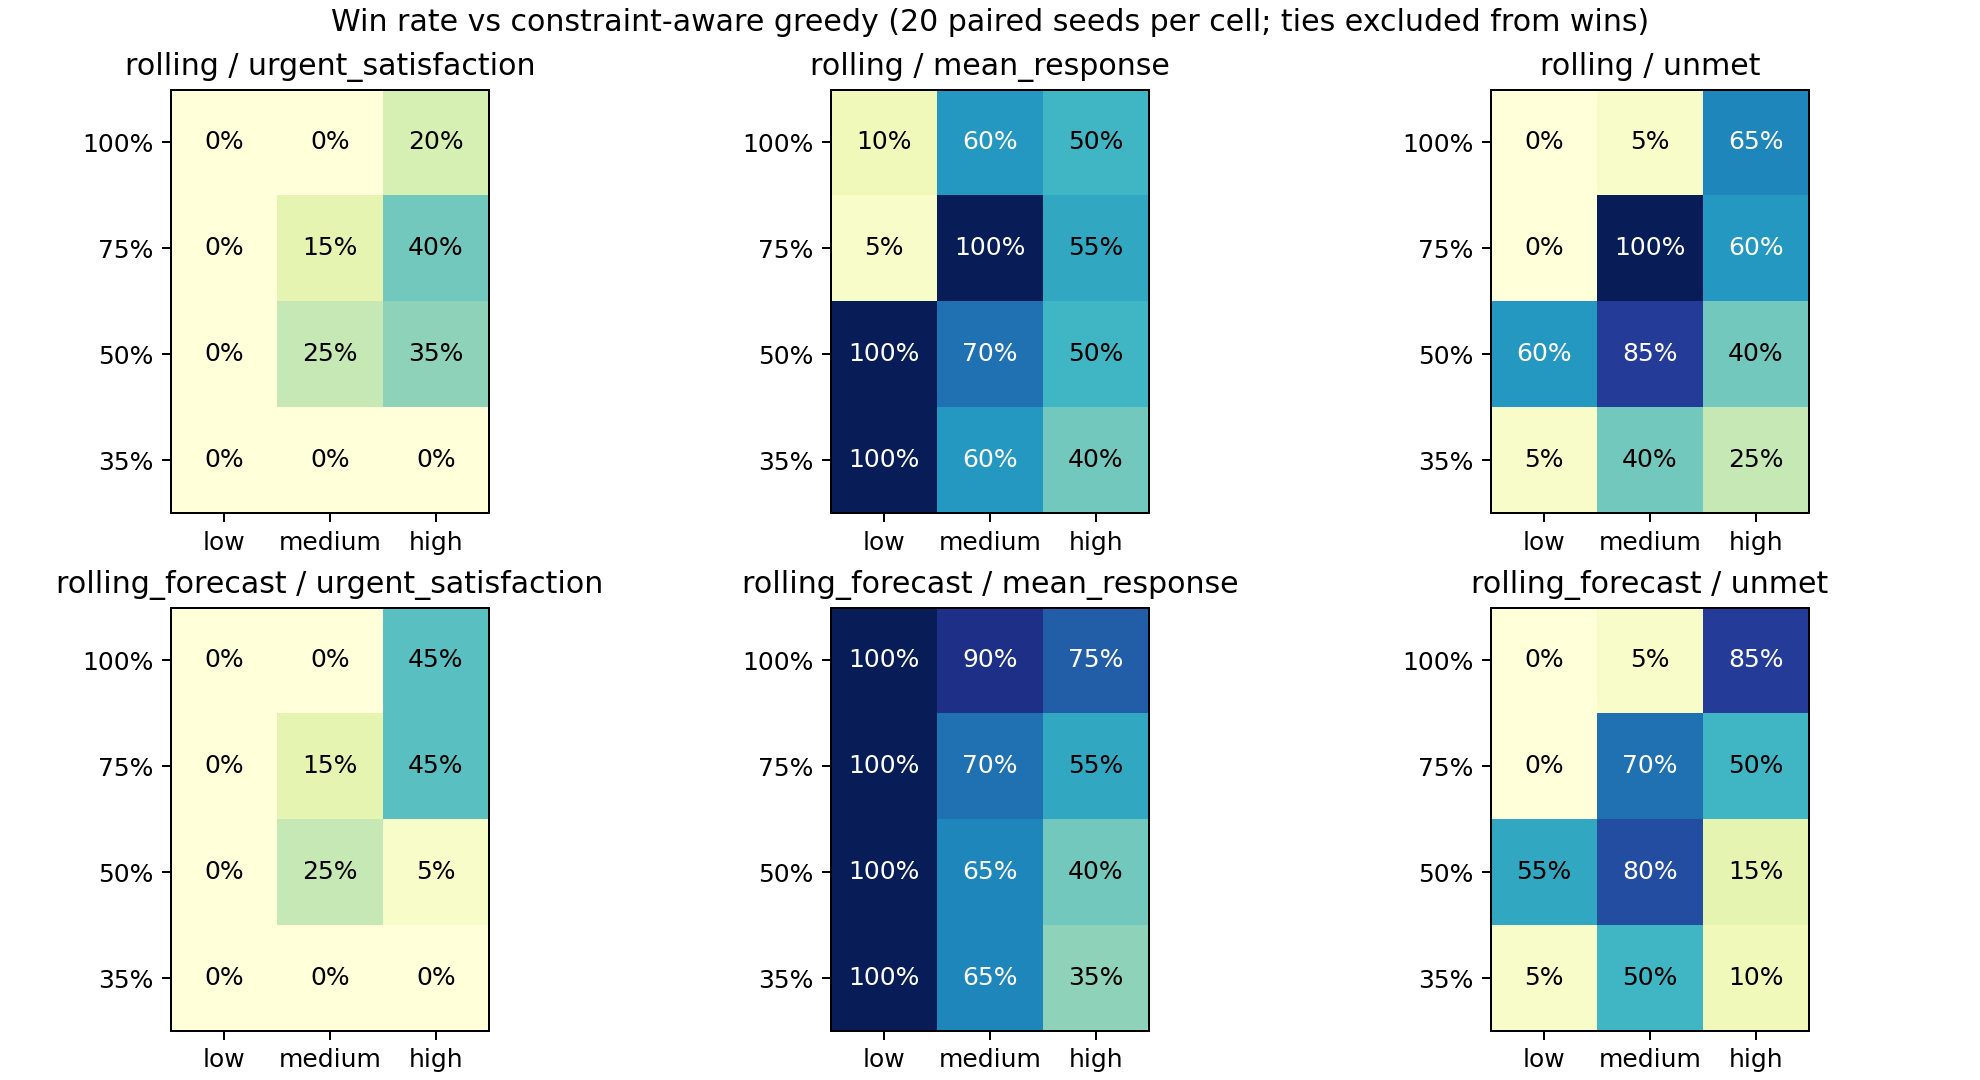 Win rate vs constraint-aware greedy (20 paired seeds per cell; ties excluded from wins)
rolling / urgent_satisfaction
100% 0% 0% 20%
75% 0% 15% 40%
50% 0% 25% 35%
35% 0% 0% 0%
low medium high
rolling / mean_response
100% 10% 60% 50%
75% 5% 100% 55%
50% 100% 70% 50%
35% 100% 60% 40%
low medium high
rolling / unmet
100% 0% 5% 65%
75% 0% 100% 60%
50% 60% 85% 40%
35% 5% 40% 25%
low medium high
rolling_forecast / urgent_satisfaction
100% 0% 0% 45%
75% 0% 15% 45%
50% 0% 25% 5%
35% 0% 0% 0%
low medium high
rolling_forecast / mean_response
100% 100% 90% 75%
75% 100% 70% 55%
50% 100% 65% 40%
35% 100% 65% 35%
low medium high
rolling_forecast / unmet
100% 0% 5% 85%
75% 0% 70% 50%
50% 55% 80% 15%
35% 5% 50% 10%
low medium high